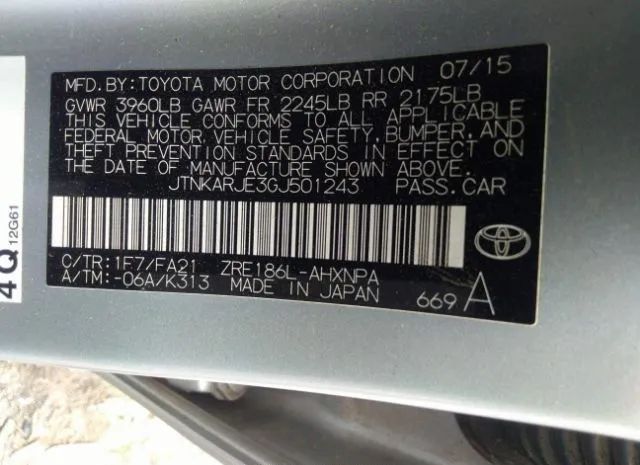 MFD. BY: TOYOTA MOTOR CORPORATION 07/15
GVWR 3960LB GAWR FR 2245LB RR 2175LB
THIS VEHICLE CONFORMS TO ALL APPLICABLE
FEDERAL MOTOR VEHICLE SAFETY, BUMPER, AND
THEFT PREVENTION STANDARDS IN EFFECT ON
THE DATE OF MANUFACTURE SHOWN ABOVE.
JTNKARJE3GJ501243 PASS.CAR
C/TR: 1F7/FA21 ZRE186L-AHXNPA
A/TM: -06A/K313 MADE IN JAPAN
669 A
TOYOTA
4Q 12G61